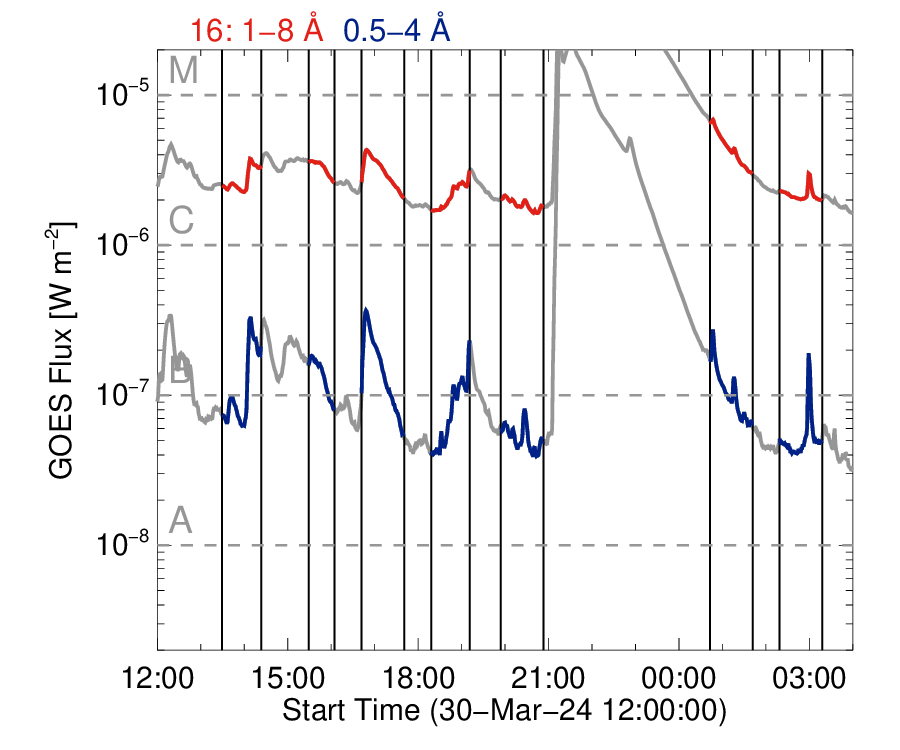 16: 1−8 Å 0.5−4 Å
M
10⁻⁵
C
10⁻⁶
B
10⁻⁷
A
10⁻⁸
GOES Flux [W m⁻²]
12:00 15:00 18:00 21:00 00:00 03:00
Start Time (30−Mar−24 12:00:00)